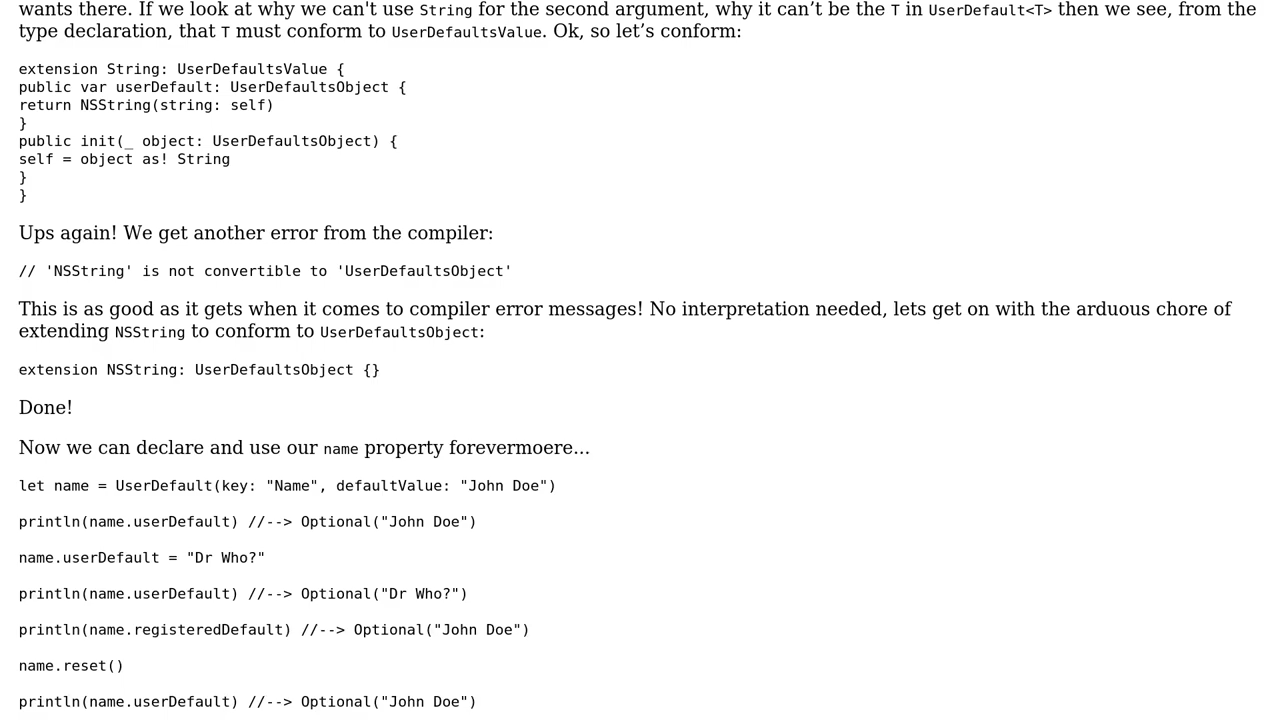 wants there. If we look at why we can't use String for the second argument, why it can’t be the T in UserDefault<T> then we see, from the
type declaration, that T must conform to UserDefaultsValue. Ok, so let’s conform:
extension String: UserDefaultsValue {
public var userDefault: UserDefaultsObject {
return NSString(string: self)
}
public init(_ object: UserDefaultsObject) {
self = object as! String
}
}
Ups again! We get another error from the compiler:
// 'NSString' is not convertible to 'UserDefaultsObject'
This is as good as it gets when it comes to compiler error messages! No interpretation needed, lets get on with the arduous chore of
extending NSString to conform to UserDefaultsObject:
extension NSString: UserDefaultsObject {}
Done!
Now we can declare and use our name property forevermoere...
let name = UserDefault(key: "Name", defaultValue: "John Doe")
println(name.userDefault) //--> Optional("John Doe")
name.userDefault = "Dr Who?"
println(name.userDefault) //--> Optional("Dr Who?")
println(name.registeredDefault) //--> Optional("John Doe")
name.reset()
println(name.userDefault) //--> Optional("John Doe")